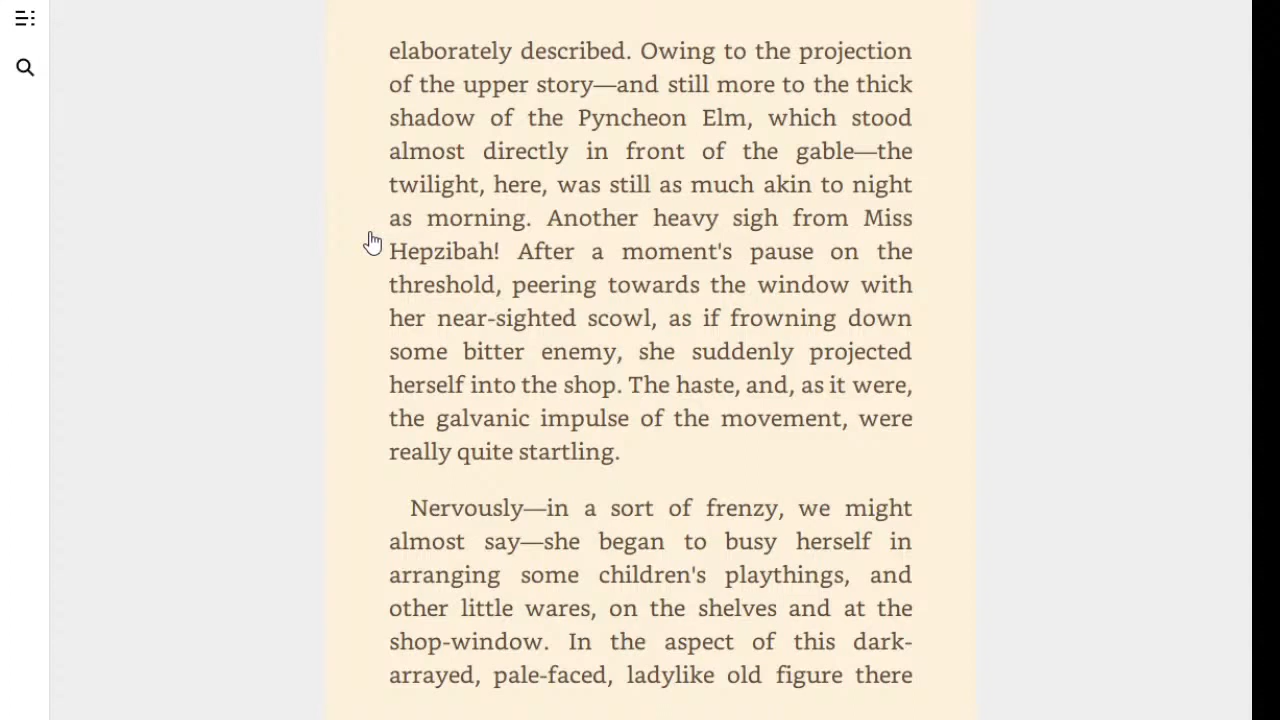 elaborately described. Owing to the projection
of the upper story—and still more to the thick
shadow of the Pyncheon Elm, which stood
almost directly in front of the gable—the
twilight, here, was still as much akin to night
as morning. Another heavy sigh from Miss
Hepzibah! After a moment's pause on the
threshold, peering towards the window with
her near-sighted scowl, as if frowning down
some bitter enemy, she suddenly projected
herself into the shop. The haste, and, as it were,
the galvanic impulse of the movement, were
really quite startling.
Nervously—in a sort of frenzy, we might
almost say—she began to busy herself in
arranging some children's playthings, and
other little wares, on the shelves and at the
shop-window. In the aspect of this dark-
arrayed, pale-faced, ladylike old figure there